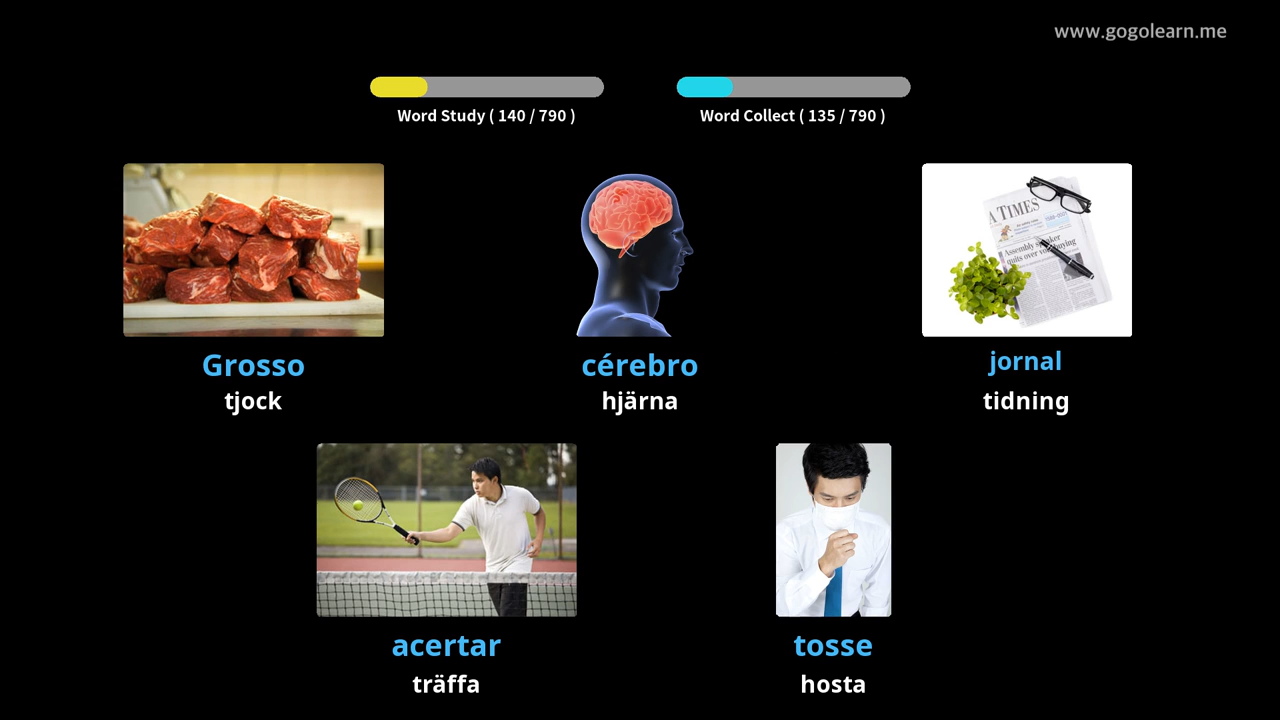 www.gogolearn.me
Word Study ( 140 / 790 )
Word Collect ( 135 / 790 )
A TIMES
Grosso
cérebro
jornal
tjock
hjärna
tidning
acertar
tosse
träffa
hosta